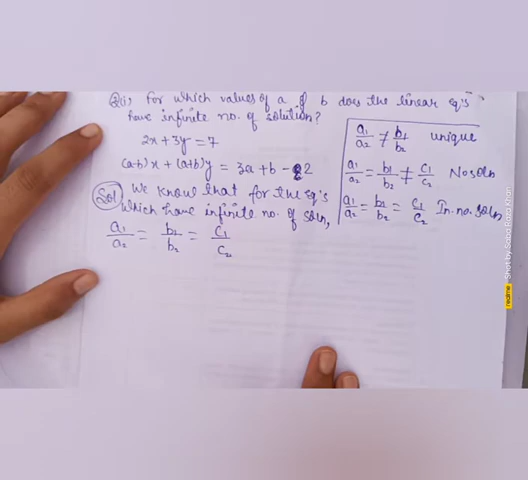 Q1, For which values of a & b does the linear eq's
have infinite no. of solution?
2x + 3y = 7
(a-b)x + (a+b)y = 3a + b - 2
Sol We know that for the Eq's
which have infinite no. of soln,
a₁/a₂ = b₁/b₂ = c₁/c₂
a₁/a₂ ≠ b₁/b₂ unique
a₁/a₂ = b₁/b₂ ≠ c₁/c₂ No soln
a₁/a₂ = b₁/b₂ = c₁/c₂ In. no. soln
realme Shot by Saba Raza Khan